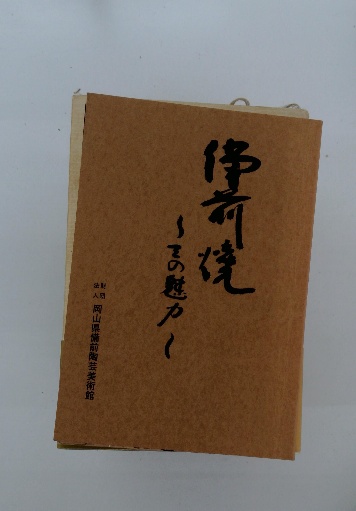 備前焼
〜その魅力〜
財団法人 岡山県備前陶芸美術館